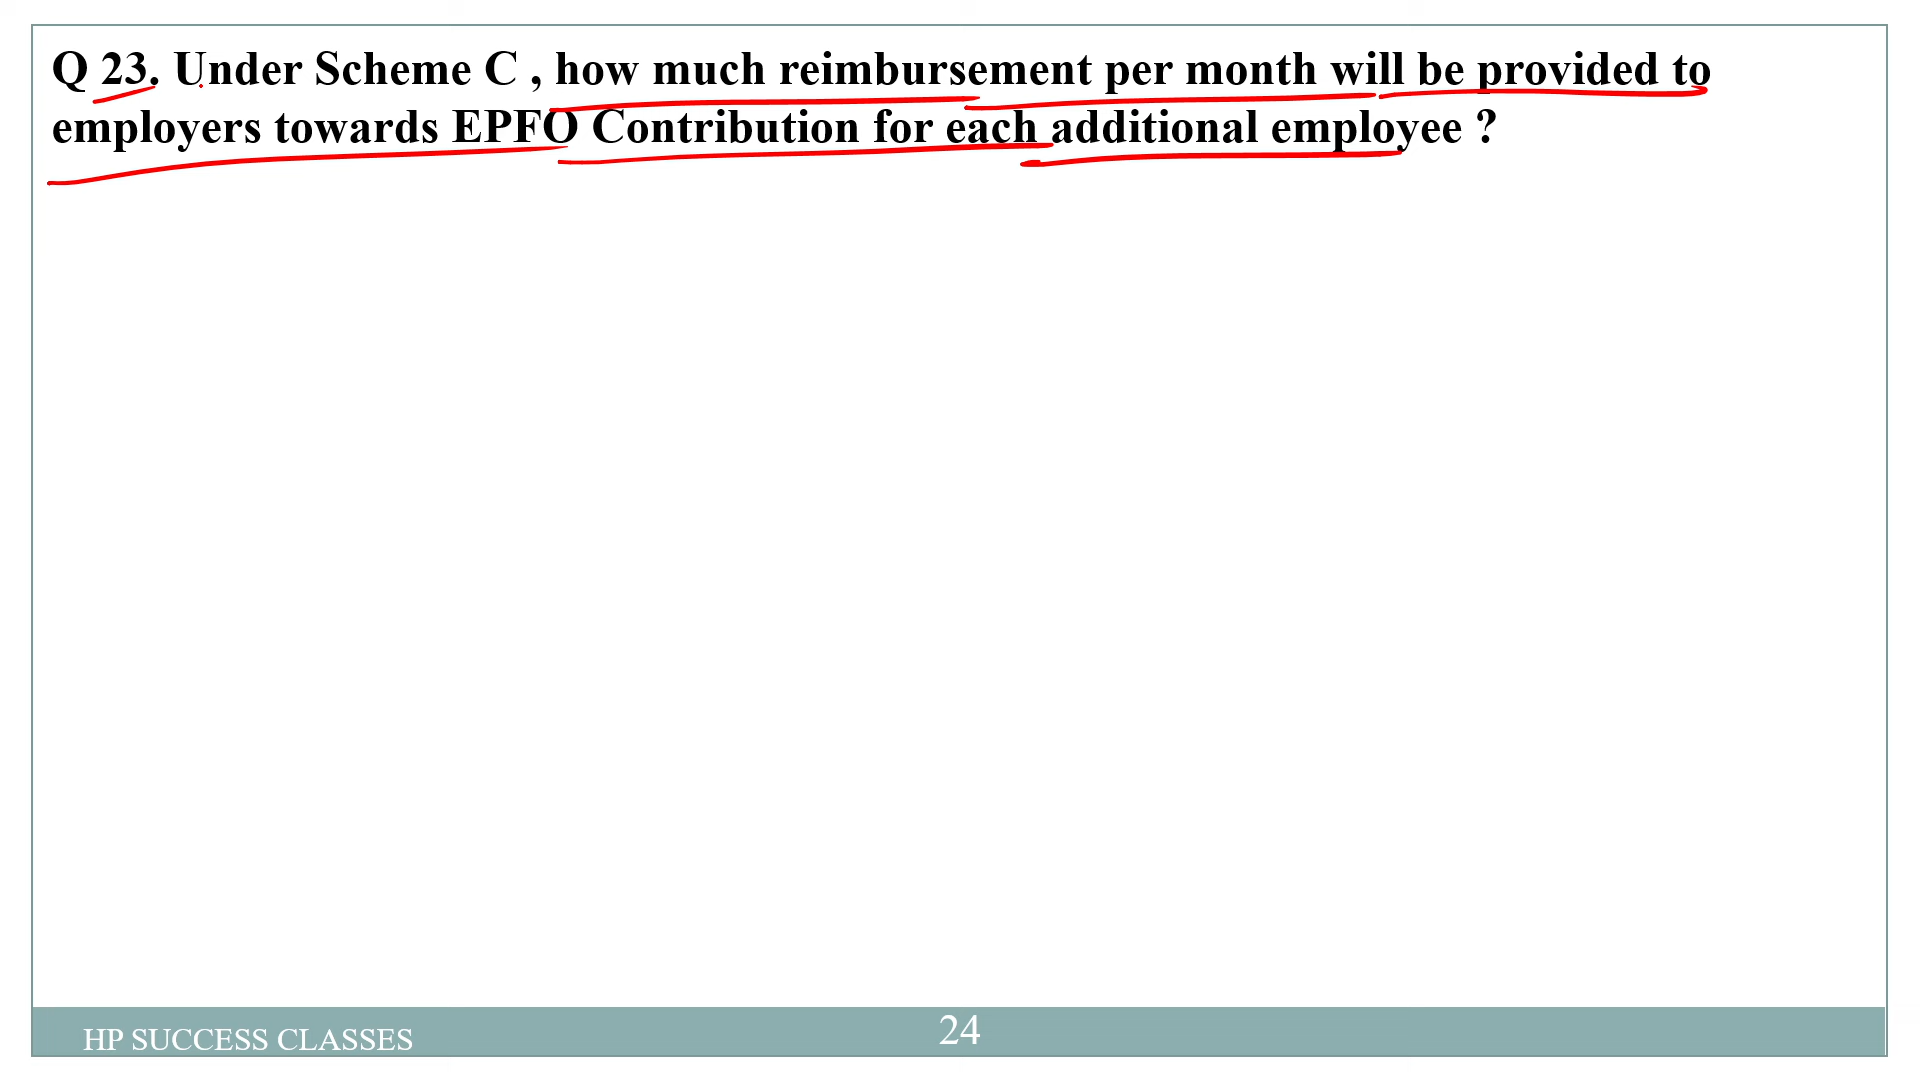 Q 23. Under Scheme C , how much reimbursement per month will be provided to
employers towards EPFO Contribution for each additional employee ?
HP SUCCESS CLASSES
24